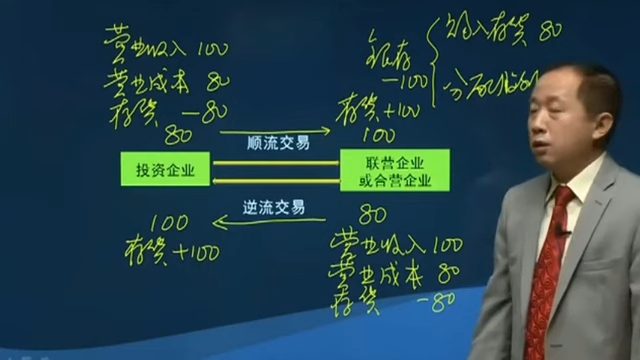 营业收入 100
营业成本 80
存货 -80
80
银存 -100
购入存货 80
存货 +100
100
顺流交易
投资企业
联营企业
或合营企业
逆流交易
100
存货 +100
80
营业收入 100
营业成本 80
存货 -80